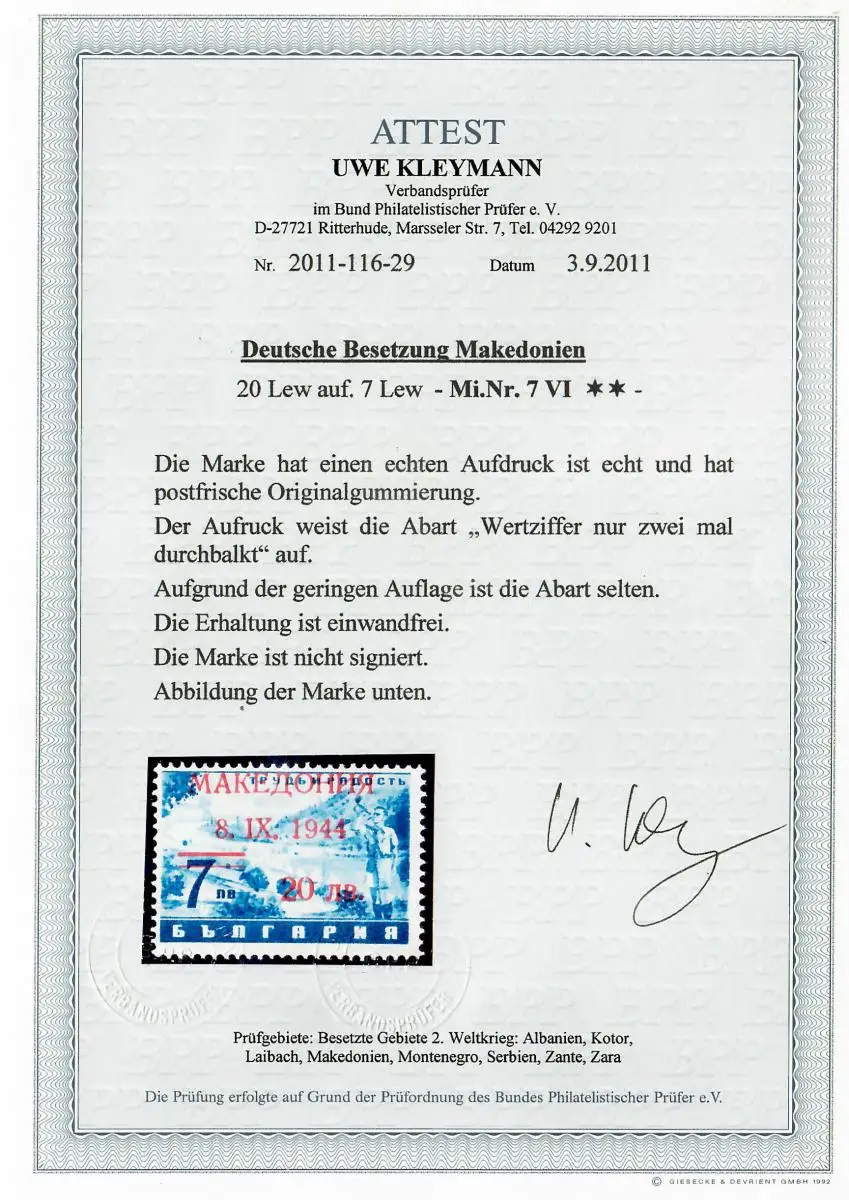 ATTEST
UWE KLEYMANN
Verbandsprüfer
im Bund Philatelistischer Prüfer e. V.
D-27721 Ritterhude, Marsseler Str. 7, Tel. 04292 9201
Nr. 2011-116-29 Datum 3.9.2011
Deutsche Besetzung Makedonien
20 Lew auf. 7 Lew - Mi.Nr. 7 VI ✶✶ -
Die Marke hat einen echten Aufdruck ist echt und hat
postfrische Originalgummierung.
Der Aufruck weist die Abart „Wertziffer nur zwei mal
durchbalkt“ auf.
Aufgrund der geringen Auflage ist die Abart selten.
Die Erhaltung ist einwandfrei.
Die Marke ist nicht signiert.
Abbildung der Marke unten.
МАКЕДОНИЯ
8. IX. 1944
7 лв 20 лв.
БЪЛГАРИЯ
VERBANDSPRÜFER VERBANDSPRÜFER
Prüfgebiete: Besetzte Gebiete 2. Weltkrieg: Albanien, Kotor,
Laibach, Makedonien, Montenegro, Serbien, Zante, Zara
Die Prüfung erfolgte auf Grund der Prüfordnung des Bundes Philatelistischer Prüfer e.V.
© GIESECKE & DEVRIENT GMBH 1992